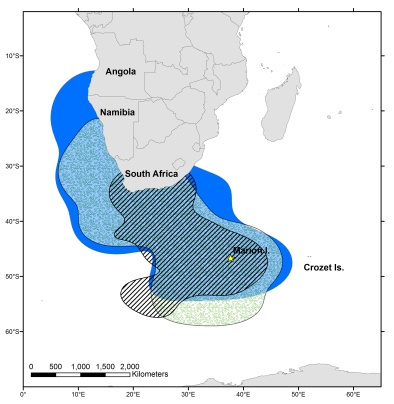 10°S
Angola
20°S
Namibia
30°S
South Africa
40°S
Marion I.
Crozet Is.
50°S
60°S
0 500 1,000 1,500 2,000
Kilometers
0° 10°E 20°E 30°E 40°E 50°E 60°E